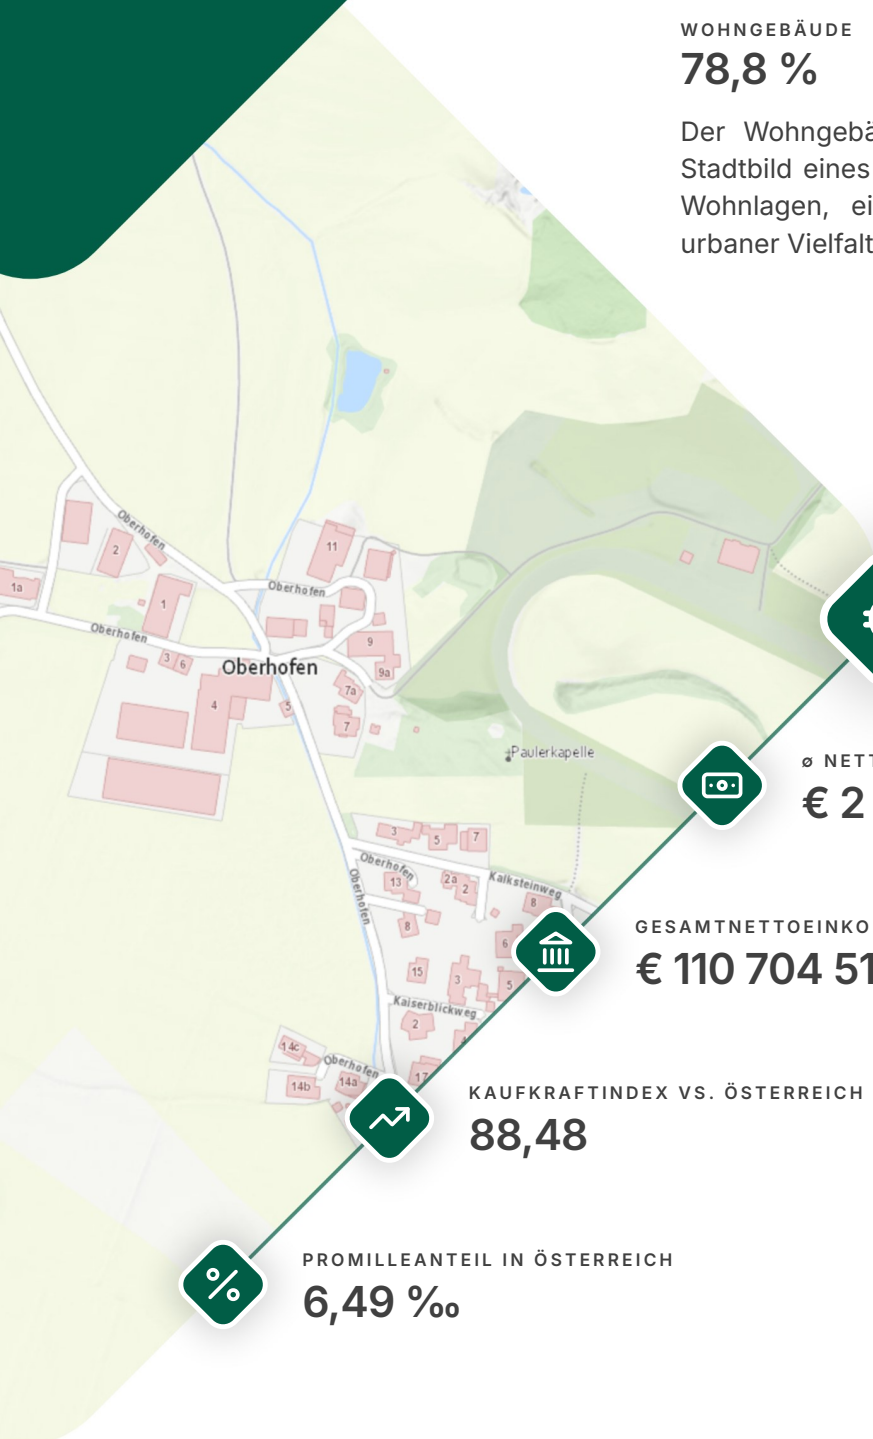 WOHNGEBÄUDE
78,8 %
Der Wohngebä
Stadtbild eines
Wohnlagen, ei
urbaner Vielfalt
Oberhofen
2
11
1a
1
Oberhofen
Oberhofen
9
3 6
Oberhofen
9a
7a
4
5
7
Paulerkapelle
ø NETT
€ 2
3
5
7
Oberhofen
13
2a
2
Kalksteinweg
Oberhofen
8
8
GESAMTNETTOEINKO
€ 110 704 51
6
15
3
5
Kaiserblickweg
2
14c
Oberhofen
14b
14a
17
KAUFKRAFTINDEX VS. ÖSTERREICH
88,48
PROMILLEANTEIL IN ÖSTERREICH
6,49 ‰